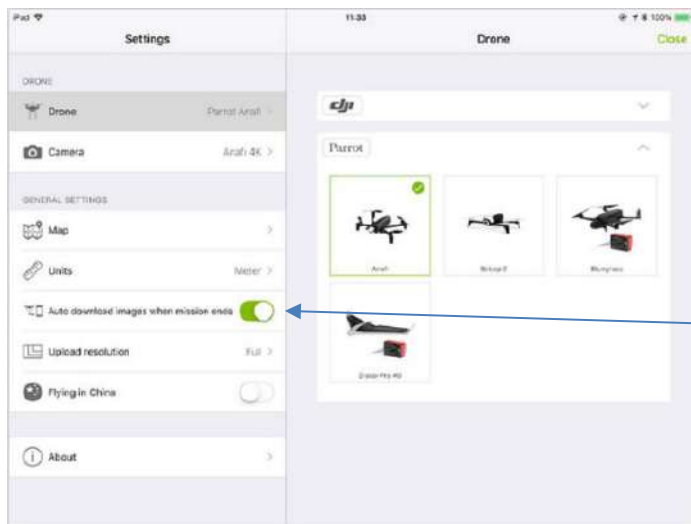 iPad 11:33 100%
Settings
DRONE
Drone Parrot Anafi
Camera Anafi 4K
GENERAL SETTINGS
Map
Units Meter
Auto download images when mission ends
Upload resolution Full
Flying in China
About
Drone Close
dji
Parrot
Anafi Bebop 2 Bluegrass
Disco-Pro AG